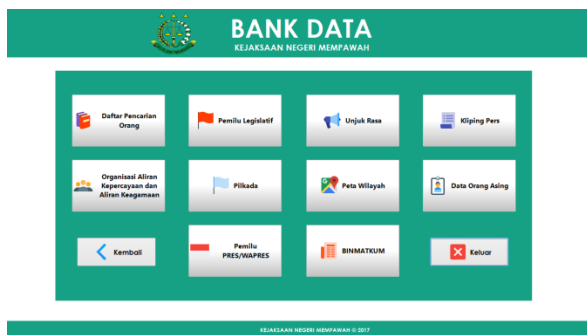 BANK DATA
KEJAKSAAN NEGERI MEMPAWAH
Daftar Pencarian
Orang
Pemilu Legislatif
Unjuk Rasa
Kliping Pers
Organisasi Aliran
Kepercayaan dan
Aliran Keagamaan
Pilkada
Peta Wilayah
Data Orang Asing
Kembali
Pemilu
PRES/WAPRES
BINMATKUM
Keluar
KEJAKSAAN NEGERI MEMPAWAH © 2017